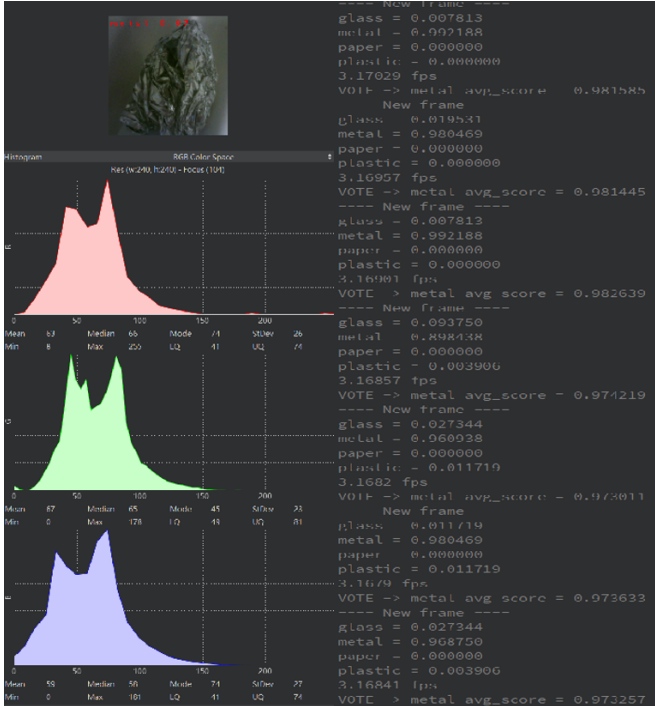 metal 0.97
Histogram RGB Color Space
Res (w:240, h:240) - Focus (104)
R
0 50 100 150 200
Mean 63 Median 65 Mode 74 StDev 26
Min 8 Max 255 LQ 41 UQ 74
G
0 50 100 150 200
Mean 67 Median 65 Mode 45 StDev 23
Min 0 Max 178 LQ 49 UQ 81
B
0 50 100 150 200
Mean 59 Median 58 Mode 74 StDev 27
Min 0 Max 181 LQ 41 UQ 74
---- New frame ----
glass = 0.007813
metal = 0.992188
paper = 0.000000
plastic = 0.000000
3.17029 fps
VOTE -> metal avg_score = 0.981585
New frame
glass = 0.019531
metal = 0.980469
paper = 0.000000
plastic = 0.000000
3.16957 fps
VOTE -> metal avg_score = 0.981445
---- New frame ----
glass = 0.007813
metal = 0.992188
paper = 0.000000
plastic = 0.000000
3.16901 fps
VOTE -> metal avg_score = 0.982639
---- New frame ----
glass = 0.093750
metal = 0.898438
paper = 0.000000
plastic = 0.003906
3.16857 fps
VOTE -> metal avg_score = 0.974219
---- New frame ----
glass = 0.027344
metal = 0.960938
paper = 0.000000
plastic = 0.011719
3.1682 fps
VOTE -> metal avg_score = 0.973011
New frame
glass = 0.011719
metal = 0.980469
paper = 0.000000
plastic = 0.011719
3.1679 fps
VOTE -> metal avg_score = 0.973633
---- New frame ----
glass = 0.027344
metal = 0.968750
paper = 0.000000
plastic = 0.003906
3.16841 fps
VOTE -> metal avg_score = 0.973257